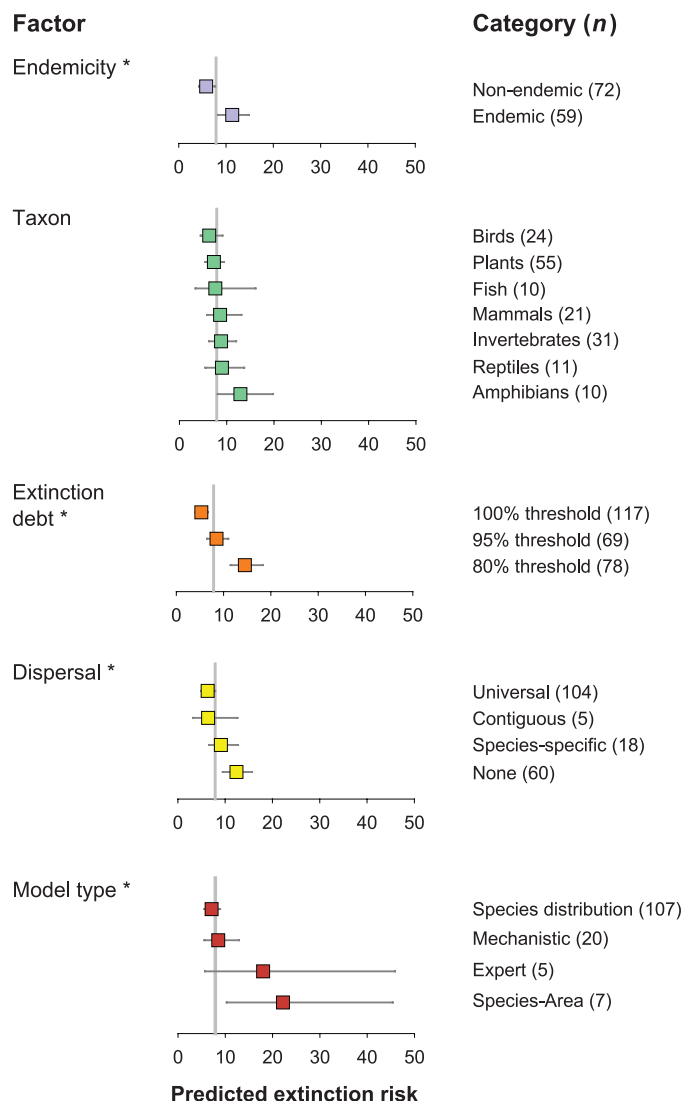 Factor Category (n)
Endemicity *
Non-endemic (72)
Endemic (59)
0 10 20 30 40 50
Taxon
Birds (24)
Plants (55)
Fish (10)
Mammals (21)
Invertebrates (31)
Reptiles (11)
Amphibians (10)
0 10 20 30 40 50
Extinction
debt *
100% threshold (117)
95% threshold (69)
80% threshold (78)
0 10 20 30 40 50
Dispersal *
Universal (104)
Contiguous (5)
Species-specific (18)
None (60)
0 10 20 30 40 50
Model type *
Species distribution (107)
Mechanistic (20)
Expert (5)
Species-Area (7)
0 10 20 30 40 50
Predicted extinction risk